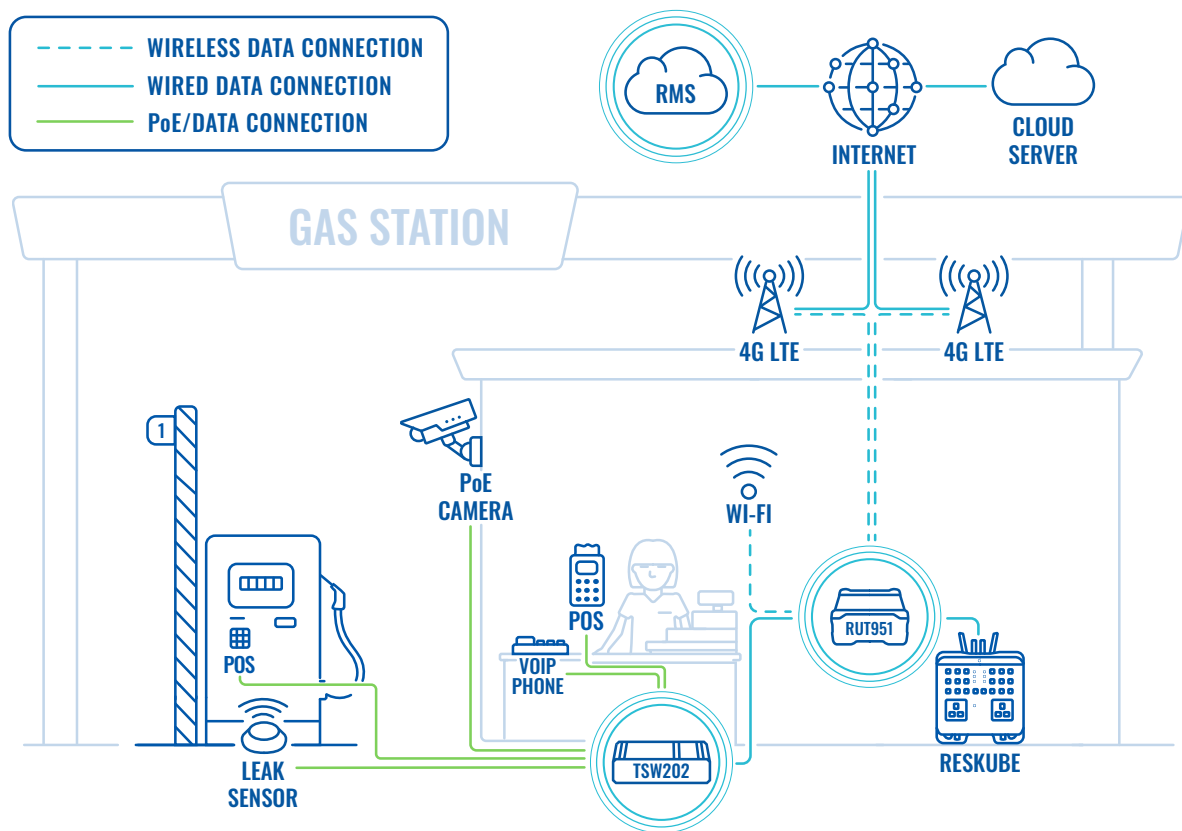 WIRELESS DATA CONNECTION
WIRED DATA CONNECTION
PoE/DATA CONNECTION
RMS
INTERNET
CLOUD
SERVER
GAS STATION
4G LTE
4G LTE
1
PoE
CAMERA
WI-FI
POS
RUT951
POS
VOIP
PHONE
LEAK
SENSOR
TSW202
RESKUBE